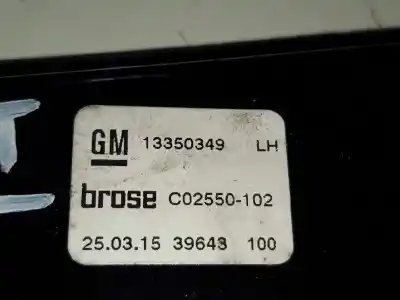 GM 13350349 LH
brose C02550-102
25.03.15 39643 100